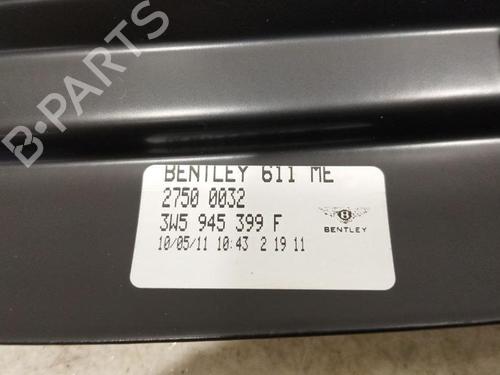 B-PARTS
BENTLEY 611 ME
2750 0032
3W5 945 399 F
10/05/11 10:43 2 19 11
B
BENTLEY